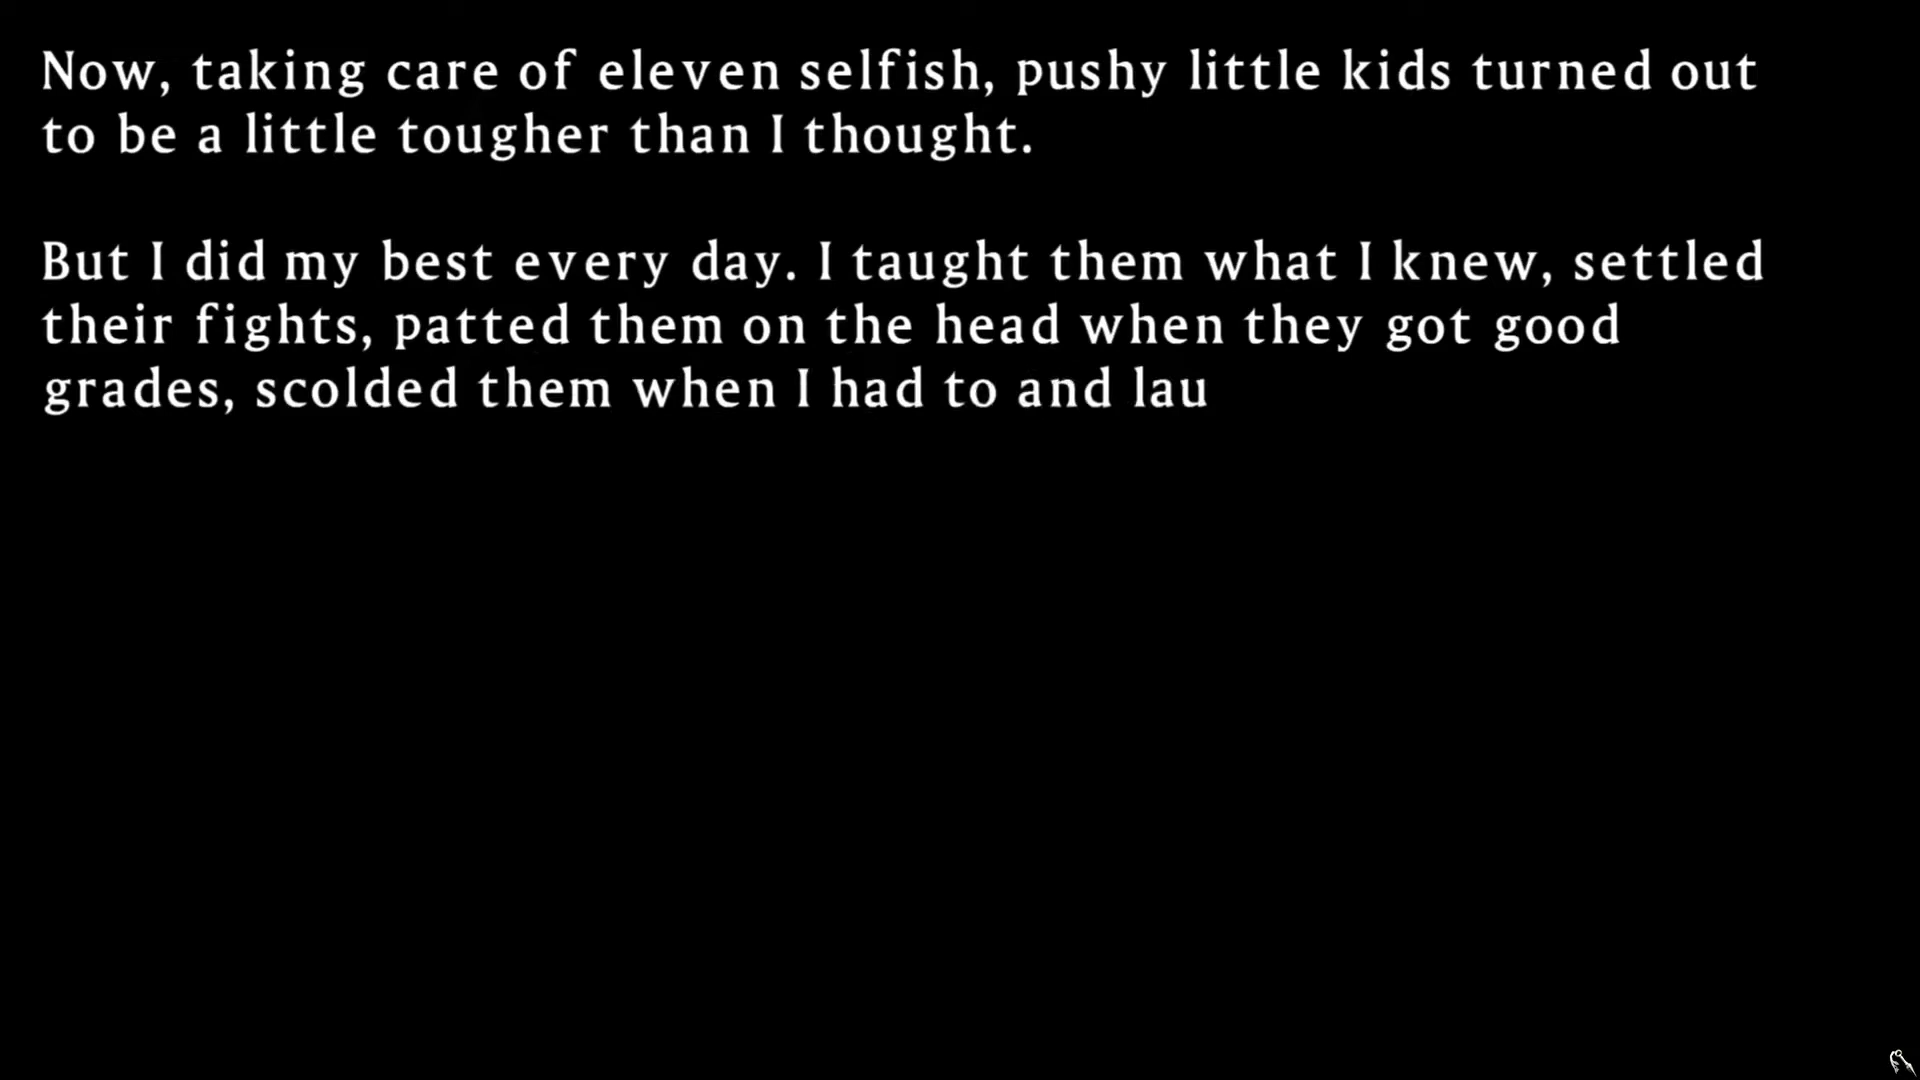 Now, taking care of eleven selfish, pushy little kids turned out
to be a little tougher than I thought.
But I did my best every day. I taught them what I knew, settled
their fights, patted them on the head when they got good
grades, scolded them when I had to and lau